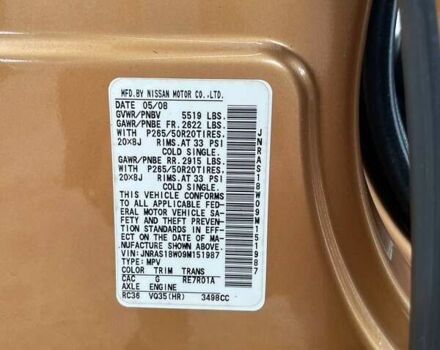 MFD.BY NISSAN MOTOR CO.,LTD.
DATE 05/08
GVWR/PNBV 5519 LBS.
GAWR/PNBE FR.2622 LBS.
WITH P265/50R20TIRES.
20X8J RIMS.AT 33 PSI
COLD SINGLE.
GAWR/PNBE RR.2915 LBS.
WITH P265/50R20TIRES.
20X8J RIMS.AT 33 PSI
COLD SINGLE.
THIS VEHICLE CONFORMS
TO ALL APPLICABLE FED-
ERAL MOTOR VEHICLE SA-
FETY AND THEFT PREVEN-
TION STANDARDS IN EFF-
ECT ON THE DATE OF MA-
NUFACTURE SHOWN ABOVE.
VIN:JNRAS18W09M151987
TYPE: MPV
COLOR TRIM TRANS
CAC G RE7R01A
AXLE ENGINE
RC36 VQ35(HR) 3498CC
JNRAS18W09M151987